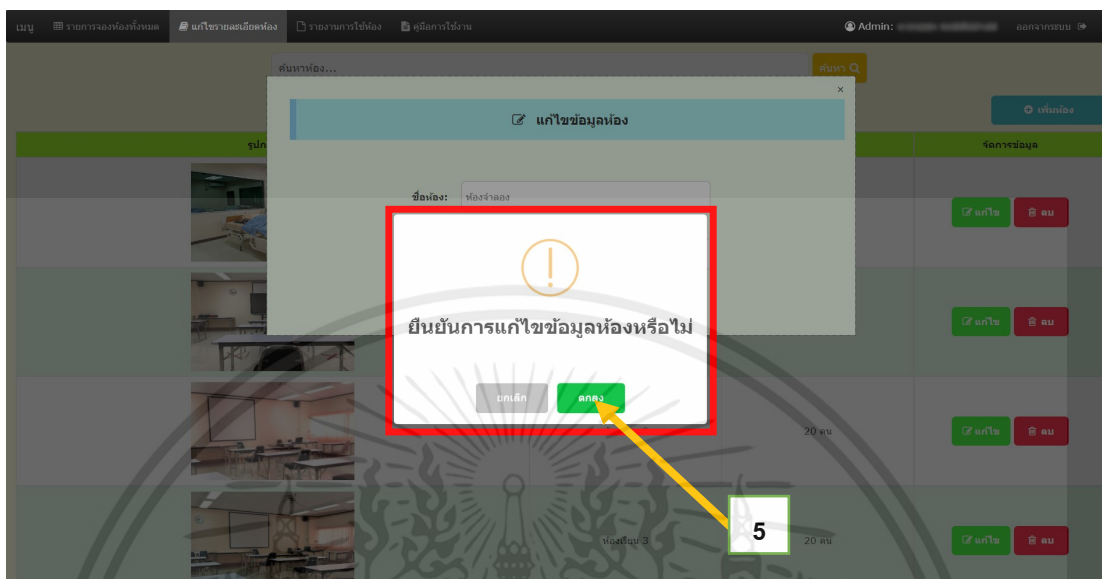 เมนู รายการจองห้องทั้งหมด แก้ไขรายละเอียดห้อง รายงานการใช้ห้อง คู่มือการใช้งาน Admin: ออกจากระบบ
ค้นหาห้อง... ค้นหา
×
แก้ไขข้อมูลห้อง
เพิ่มห้อง
รูปภ จัดการข้อมูล
ชื่อห้อง: ห้องจำลอง
แก้ไข ลบ
ยืนยันการแก้ไขข้อมูลห้องหรือไม่
แก้ไข ลบ
ยกเลิก ตกลง
20 คน แก้ไข ลบ
5
ห้องเรียน 3 20 คน แก้ไข ลบ